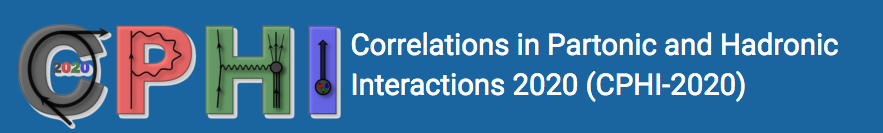 CPHI
2020
Correlations in Partonic and Hadronic
Interactions 2020 (CPHI-2020)